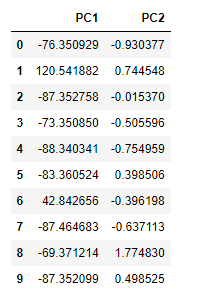 PC1 PC2
0 -76.350929 -0.930377
1 120.541882 0.744548
2 -87.352758 -0.015370
3 -73.350850 -0.505596
4 -88.340341 -0.754959
5 -83.360524 0.398506
6 42.842656 -0.396198
7 -87.464683 -0.637113
8 -69.371214 1.774830
9 -87.352099 0.498525